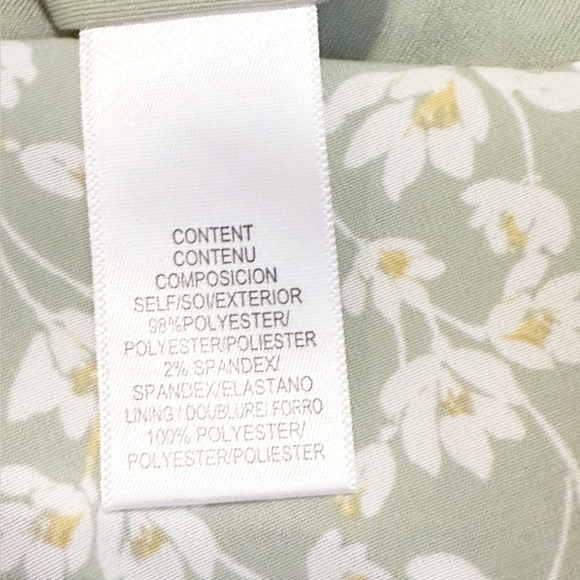 CONTENT
CONTENU
COMPOSICION
SELF/SOI/EXTERIOR
98%POLYESTER/
POLYESTER/POLIESTER
2% SPANDEX/
SPANDEX/ELASTANO
LINING / DOUBLURE/ FORRO
100% POLYESTER/
POLYESTER/POLIESTER